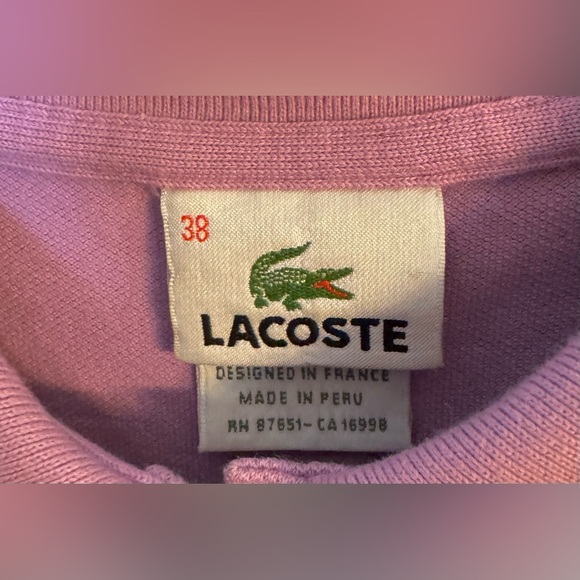 38
LACOSTE
DESIGNED IN FRANCE
MADE IN PERU
RN 87651-CA 16998